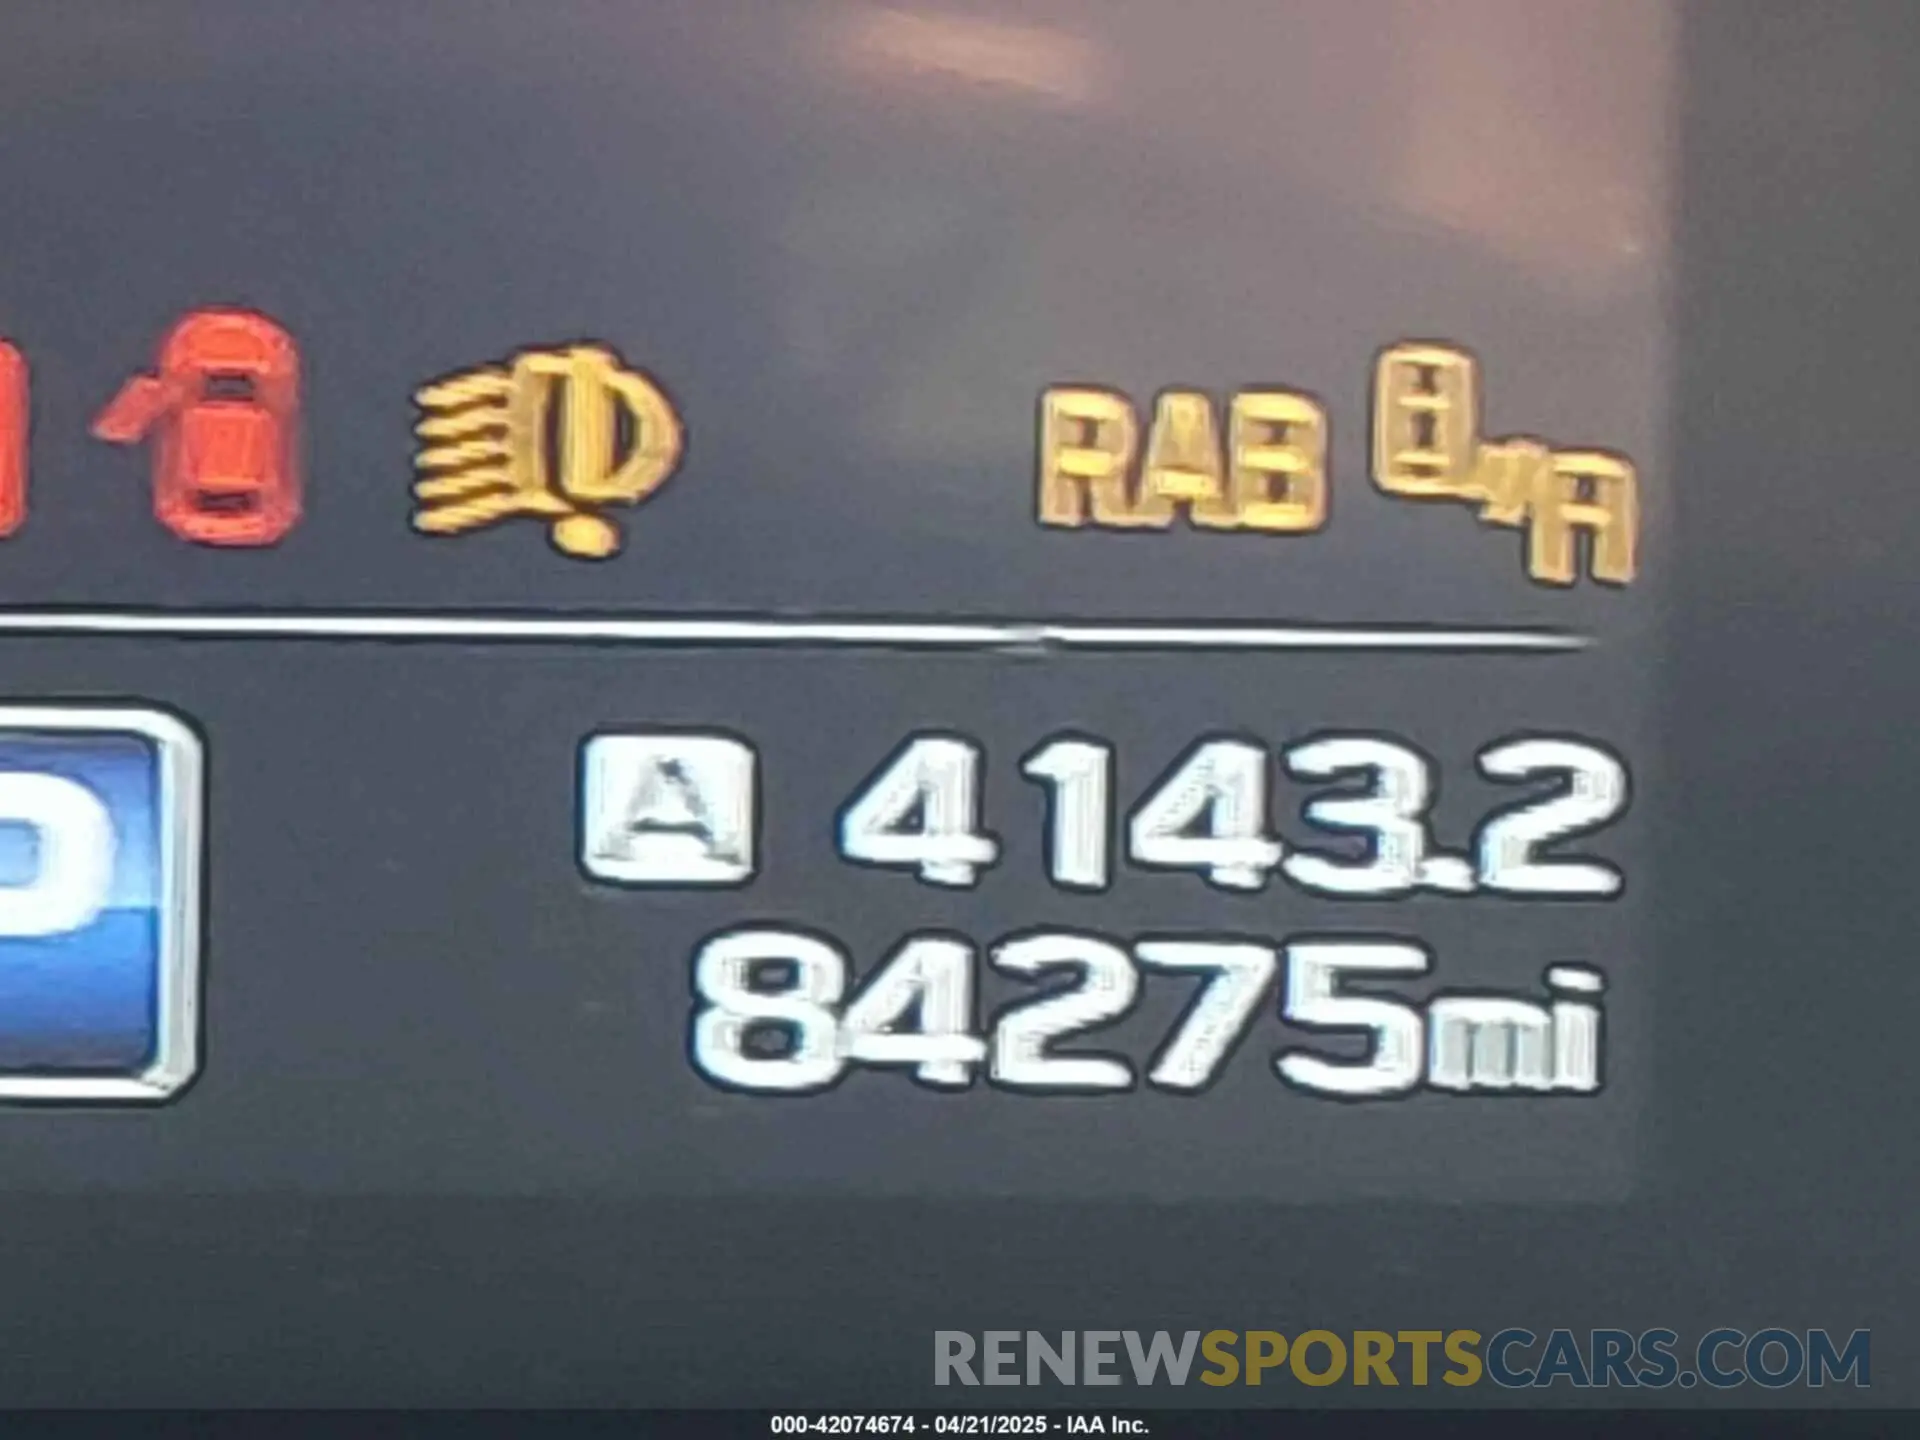 RAB
A 4143.2
84275mi
RENEWSPORTSCARS.COM
000-42074674 - 04/21/2025 - IAA Inc.